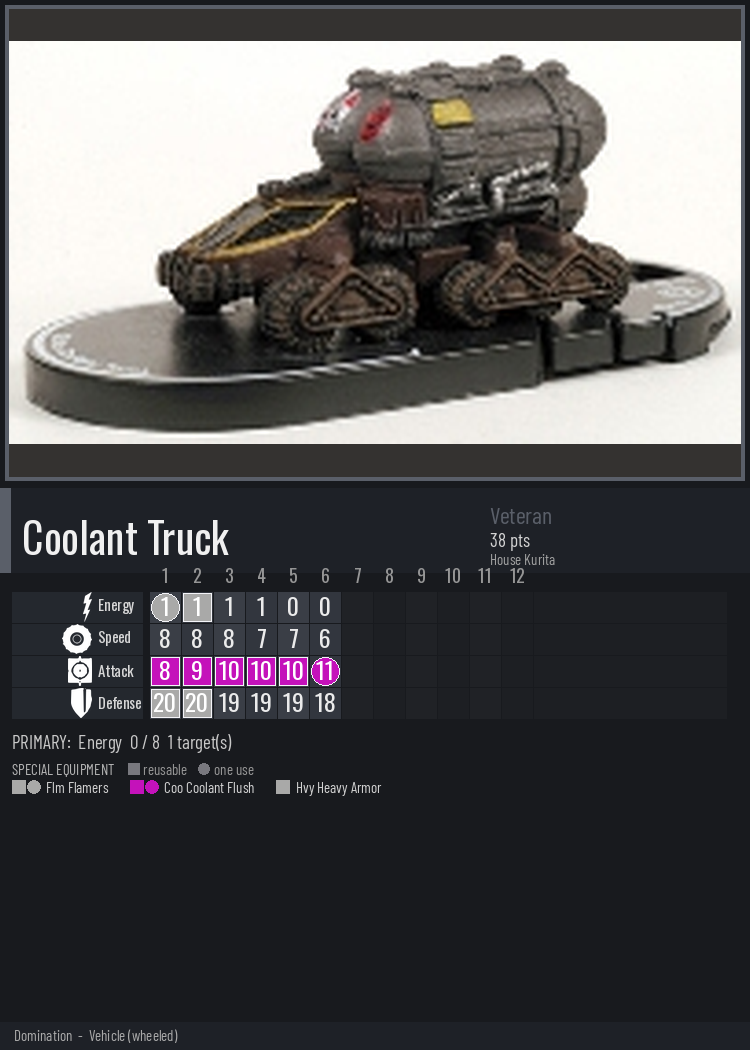 Coolant Truck
Veteran
38 pts
House Kurita
1 2 3 4 5 6 7 8 9 10 11 12
Energy 1 1 1 1 0 0
Speed 8 8 8 7 7 6
Attack 8 9 10 10 10 11
Defense 20 20 19 19 19 18
PRIMARY: Energy 0 / 8 1 target(s)
SPECIAL EQUIPMENT reusable one use
Flm Flamers Coo Coolant Flush Hvy Heavy Armor
Domination - Vehicle (wheeled)